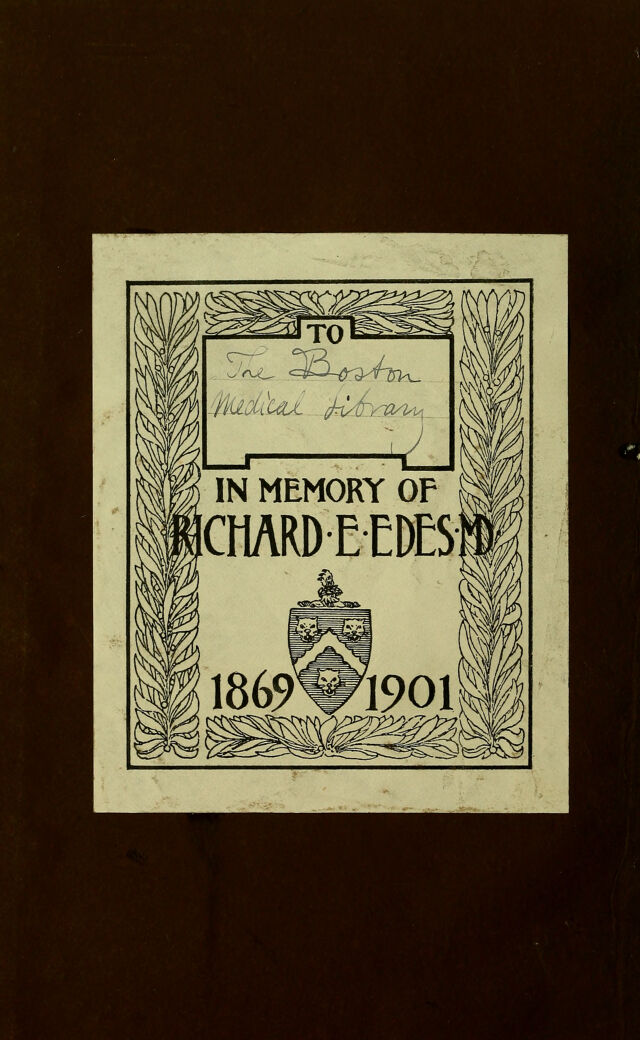 TO
The Boston
Medical Library
IN MEMORY OF
RICHARD·E·EDES·MD·
1869 1901